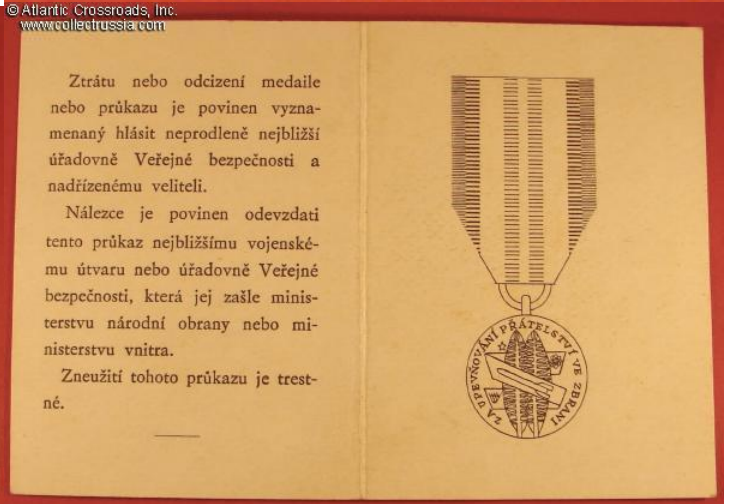 © Atlantic Crossroads, Inc.
www.collectrussia.com
Ztrátu nebo odcizení medaile
nebo průkazu je povinen vyzna-
menaný hlásit neprodleně nejbližší
úřadovně Veřejné bezpečnosti a
nadřízenému veliteli.
Nálezce je povinen odevzdati
tento průkaz nejbližšímu vojenské-
mu útvaru nebo úřadovně Veřejné
bezpečnosti, která jej zašle minis-
terstvu národní obrany nebo mi-
nisterstvu vnitra.
Zneužití tohoto průkazu je trest-
né.
ZA UPEVŇOVÁNÍ PŘÁTELSTVÍ VE ZBRANI